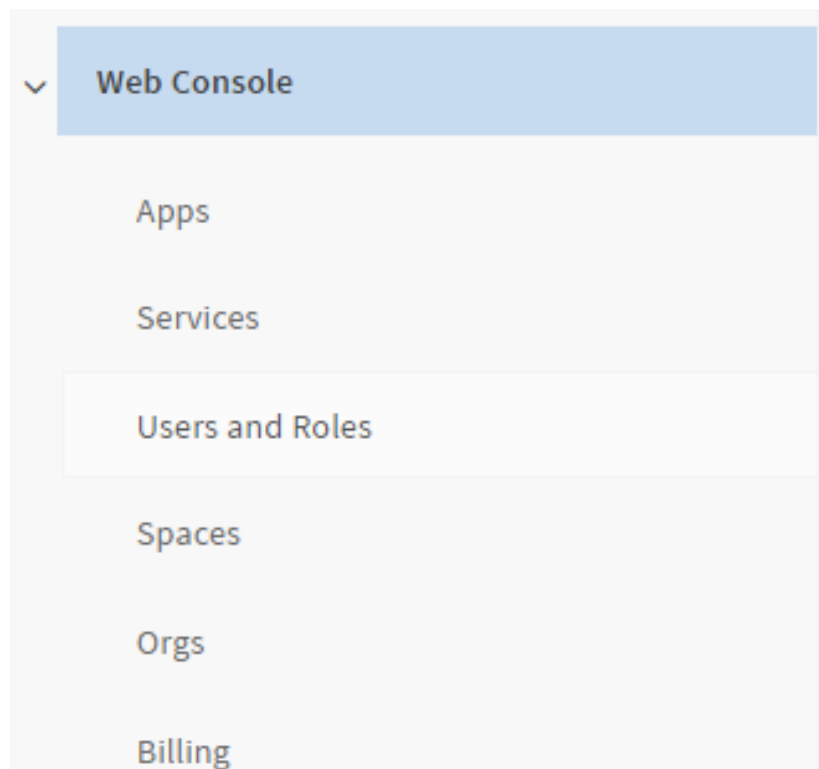 Web Console
Apps
Services
Users and Roles
Spaces
Orgs
Billing